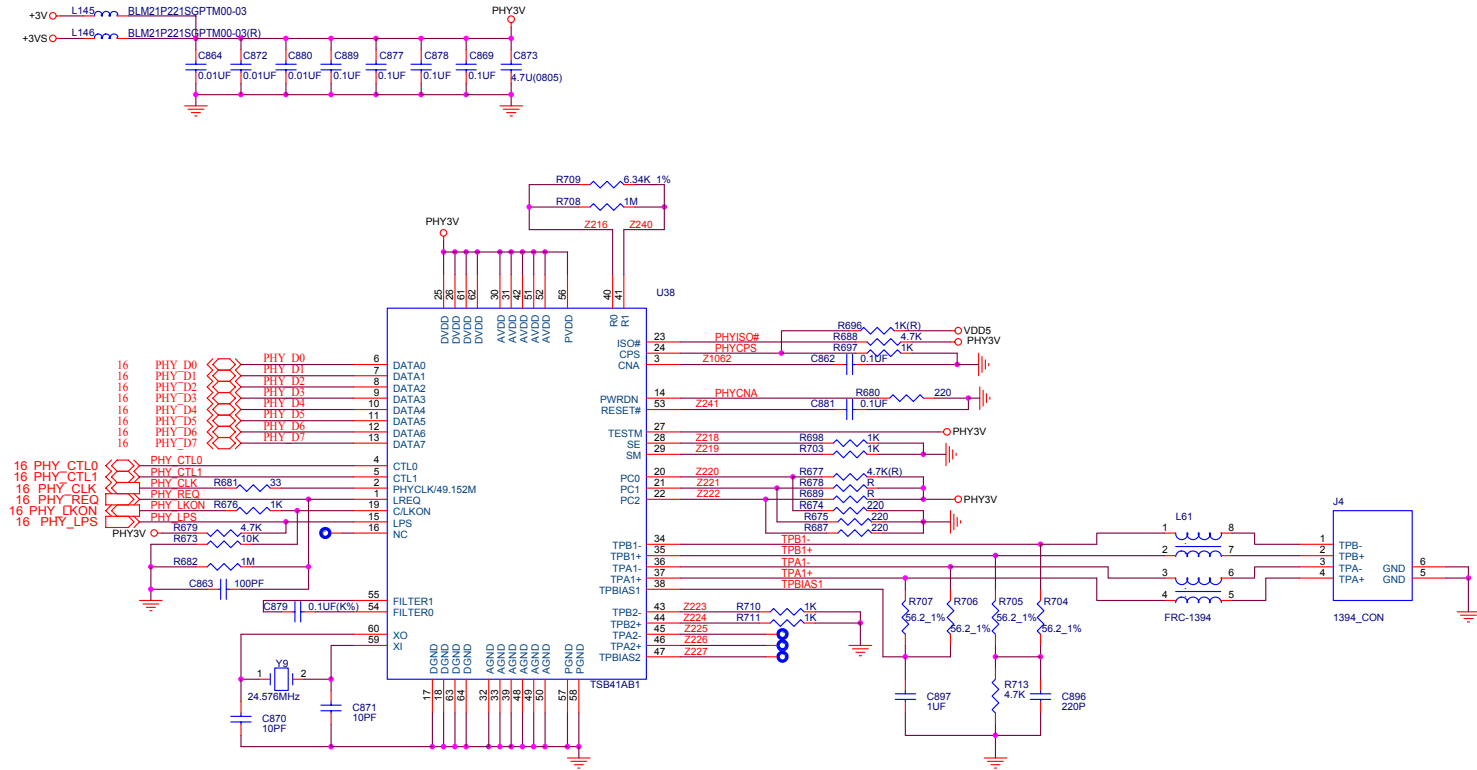 +3V L145 BLM21P221SGPTM00-03 PHY3V
+3VS L146 BLM21P221SGPTM00-03(R)
C864 C872 C880 C889 C877 C878 C869 C873
0.01UF 0.01UF 0.01UF 0.1UF 0.1UF 0.1UF 0.1UF 4.7U(0805)
R709 6.34K_1%
R708 1M
Z216 Z240
PHY3V
25 26 61 62 30 31 42 51 52 56 40 41
U38
DVDD DVDD DVDD DVDD AVDD AVDD AVDD AVDD AVDD PVDD R0 R1
ISO# 23 PHYISO# R696 1K(R) VDD5
CPS 24 PHYCPS R688 4.7K PHY3V
R697 1K
CNA 3 Z1062 C862 0.1UF
PWRDN 14 PHYCNA R680 220
RESET# 53 Z241 C881 0.1UF
TESTM 27 PHY3V
SE 28 Z218 R698 1K
SM 29 Z219 R703 1K
PC0 20 Z220 R677 4.7K(R)
PC1 21 Z221 R678 R
PC2 22 Z222 R689 R PHY3V
R674 220
R675 220
R687 220
16 PHY_D0 PHY_D0 6 DATA0
16 PHY_D1 PHY_D1 7 DATA1
16 PHY_D2 PHY_D2 8 DATA2
16 PHY_D3 PHY_D3 9 DATA3
16 PHY_D4 PHY_D4 10 DATA4
16 PHY_D5 PHY_D5 11 DATA5
16 PHY_D6 PHY_D6 12 DATA6
16 PHY_D7 PHY_D7 13 DATA7
16 PHY_CTL0 PHY_CTL0 4 CTL0
16 PHY_CTL1 PHY_CTL1 5 CTL1
16 PHY_CLK PHY_CLK R681 33 2 PHYCLK/49.152M
16 PHY_REQ PHY_REQ 1 LREQ
16 PHY_LKON PHY_LKON R676 1K 19 C/LKON
16 PHY_LPS PHY_LPS 15 LPS
16 NC
PHY3V R679 4.7K
R673 10K
R682 1M
C863 100PF
C879 0.1UF(K%)
55 FILTER1
54 FILTER0
60 XO
59 XI
Y9
1 2
24.576MHz
C870
10PF
C871
10PF
TPB1- 34 TPB1-
TPB1+ 35 TPB1+
TPA1- 36 TPA1-
TPA1+ 37 TPA1+
TPBIAS1 38 TPBIAS1
TPB2- 43 Z223 R710 1K
TPB2+ 44 Z224 R711 1K
TPA2- 45 Z225
TPA2+ 46 Z226
TPBIAS2 47 Z227
DGND DGND DGND DGND AGND AGND AGND AGND AGND AGND PGND PGND
17 18 63 64 32 33 39 48 49 50 57 58
TSB41AB1
R707 R706 R705 R704
56.2_1% 56.2_1% 56.2_1% 56.2_1%
C897
1UF
R713
4.7K
C896
220P
L61
1 8
2 7
3 6
4 5
FRC-1394
J4
1 TPB-
2 TPB+
3 TPA- GND 6
4 TPA+ GND 5
1394_CON